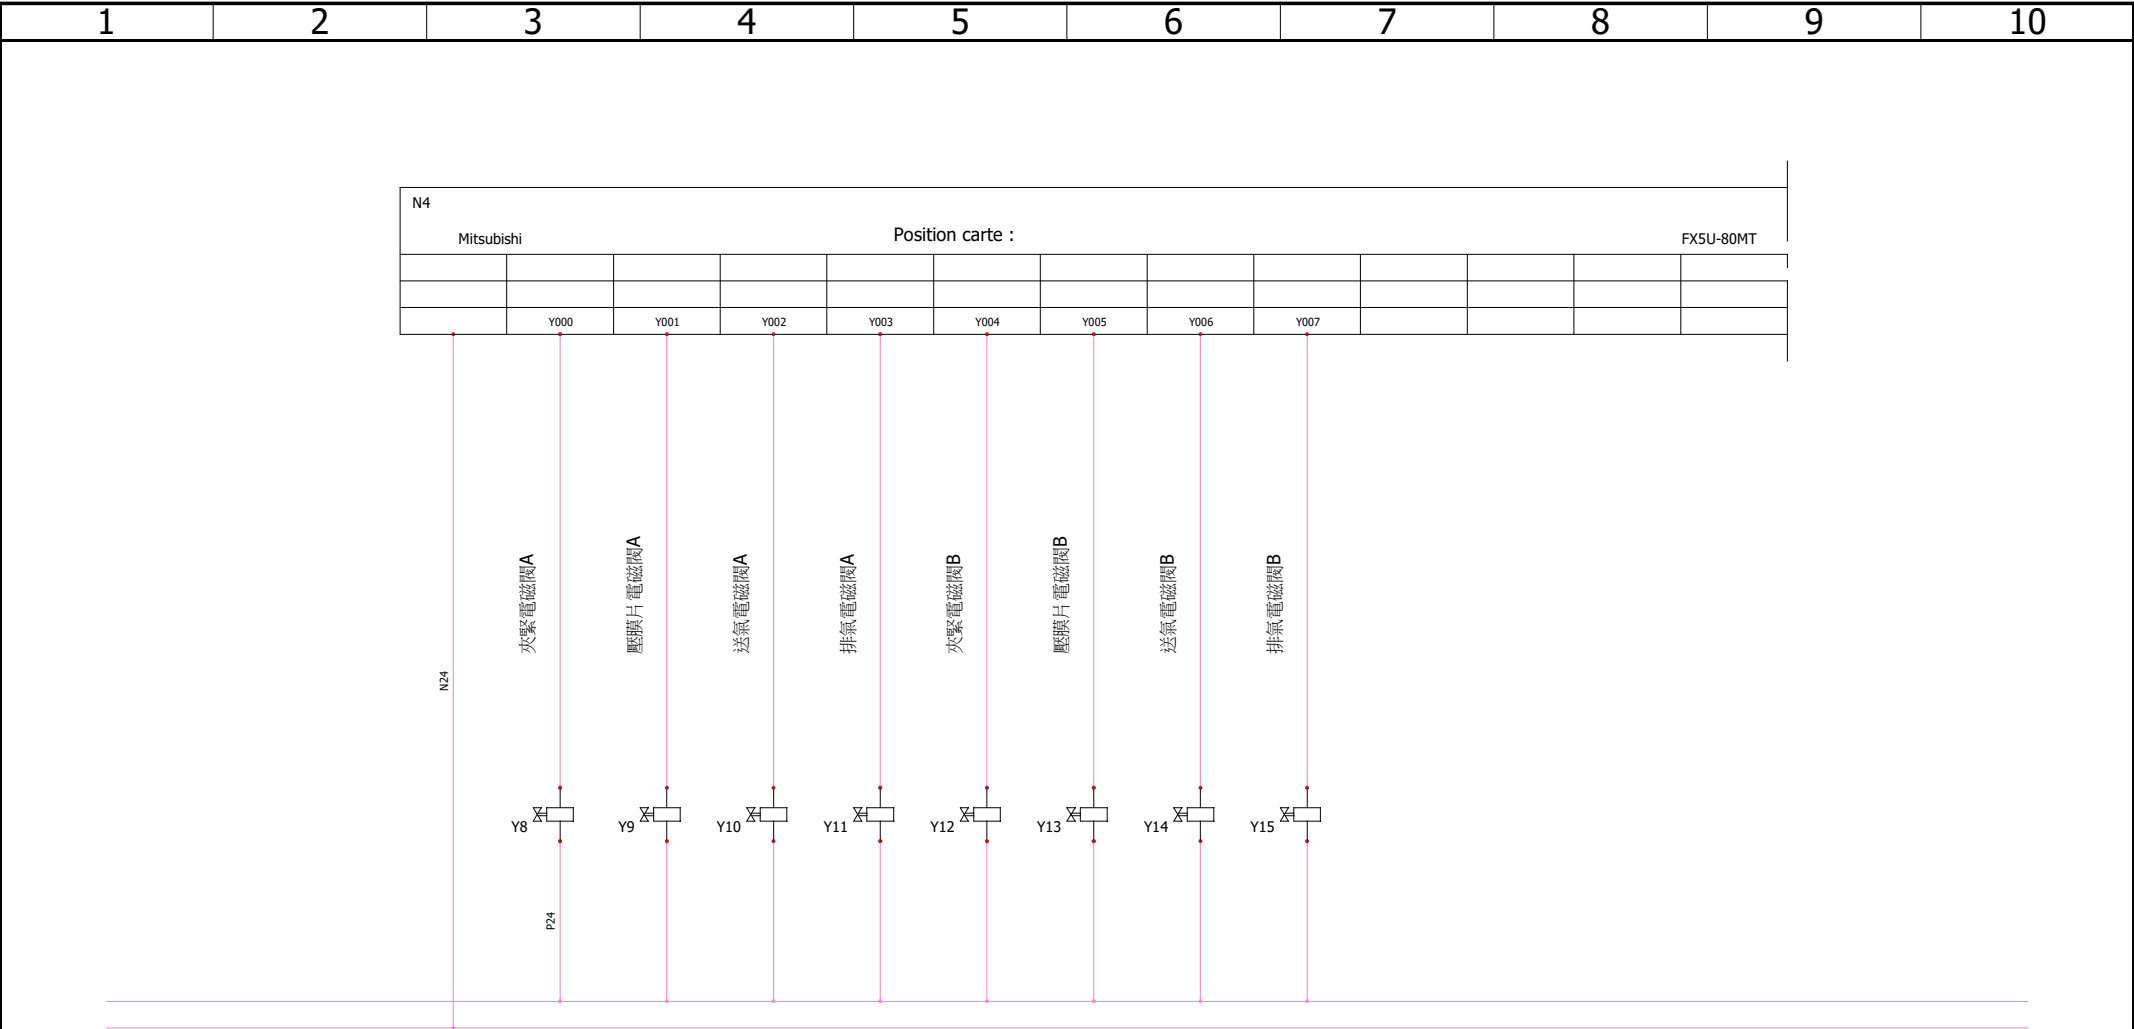 1 2 3 4 5 6 7 8 9 10
N4
Mitsubishi Position carte : FX5U-80MT
Y000 Y001 Y002 Y003 Y004 Y005 Y006 Y007
夾緊電磁閥A
壓膜片電磁閥A
送氣電磁閥A
排氣電磁閥A
夾緊電磁閥B
壓膜片電磁閥B
送氣電磁閥B
排氣電磁閥B
N24
Y8 Y9 Y10 Y11 Y12 Y13 Y14 Y15
P24